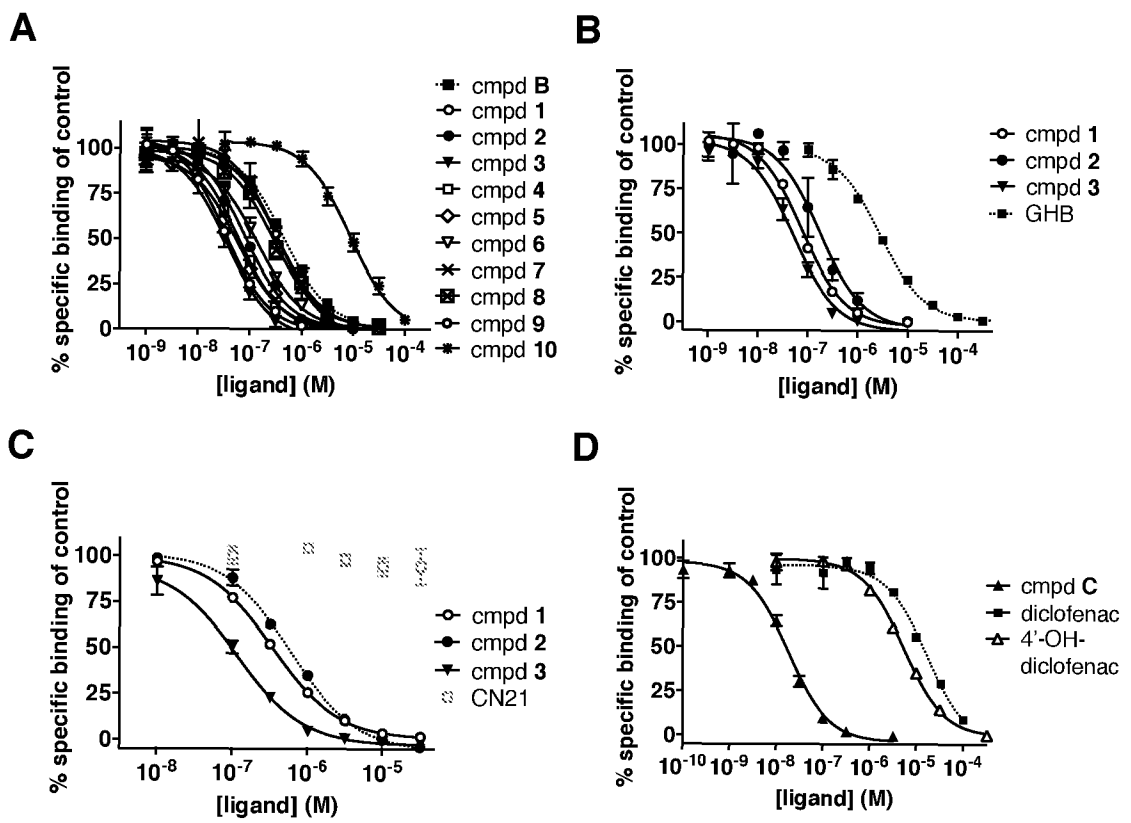 A
% specific binding of control
100
75
50
25
0
10-9 10-8 10-7 10-6 10-5 10-4
[ligand] (M)
cmpd B
cmpd 1
cmpd 2
cmpd 3
cmpd 4
cmpd 5
cmpd 6
cmpd 7
cmpd 8
cmpd 9
cmpd 10
B
% specific binding of control
100
75
50
25
0
10-9 10-8 10-7 10-6 10-5 10-4
[ligand] (M)
cmpd 1
cmpd 2
cmpd 3
GHB
C
% specific binding of control
100
75
50
25
0
10-8 10-7 10-6 10-5
[ligand] (M)
cmpd 1
cmpd 2
cmpd 3
CN21
D
% specific binding of control
100
75
50
25
0
10-10 10-9 10-8 10-7 10-6 10-5 10-4
[ligand] (M)
cmpd C
diclofenac
4'-OH-
diclofenac